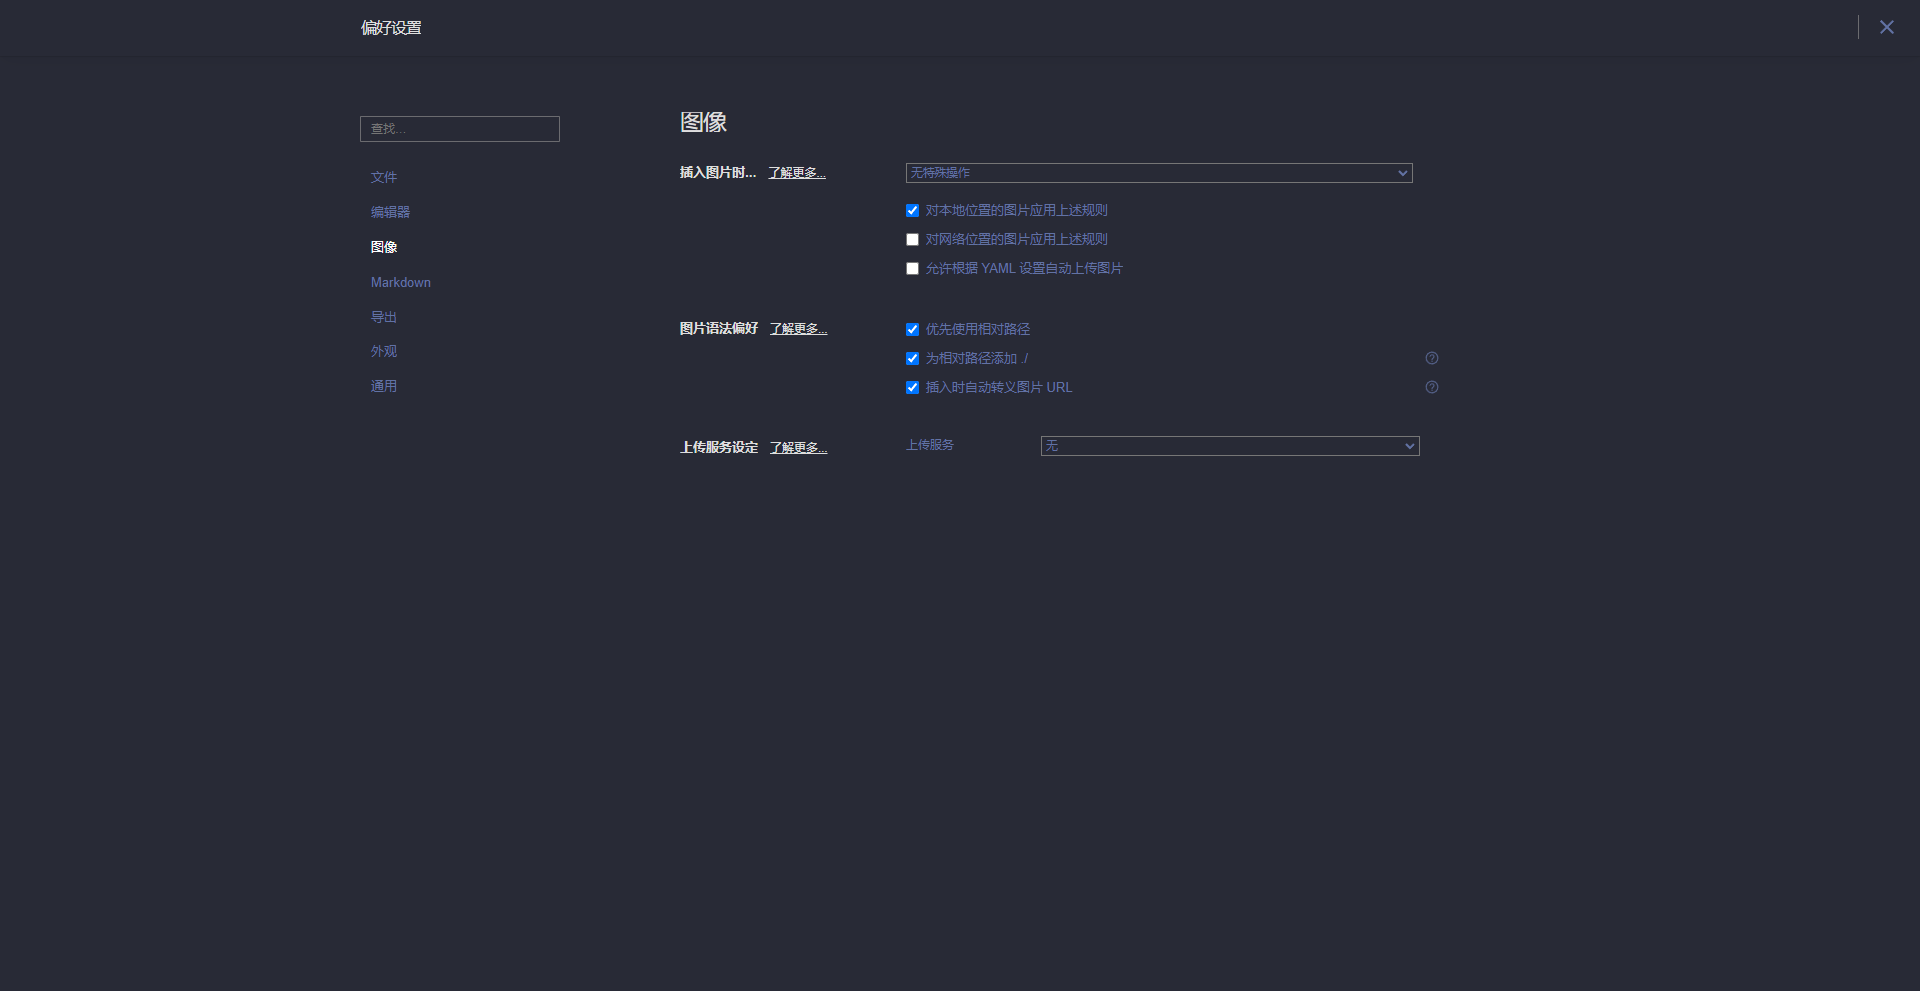 偏好设置
查找...
文件
编辑器
图像
Markdown
导出
外观
通用
图像
插入图片时... 了解更多... 无特殊操作
对本地位置的图片应用上述规则
对网络位置的图片应用上述规则
允许根据 YAML 设置自动上传图片
图片语法偏好 了解更多... 优先使用相对路径
为相对路径添加 ./
插入时自动转义图片 URL
上传服务设定 了解更多... 上传服务 无